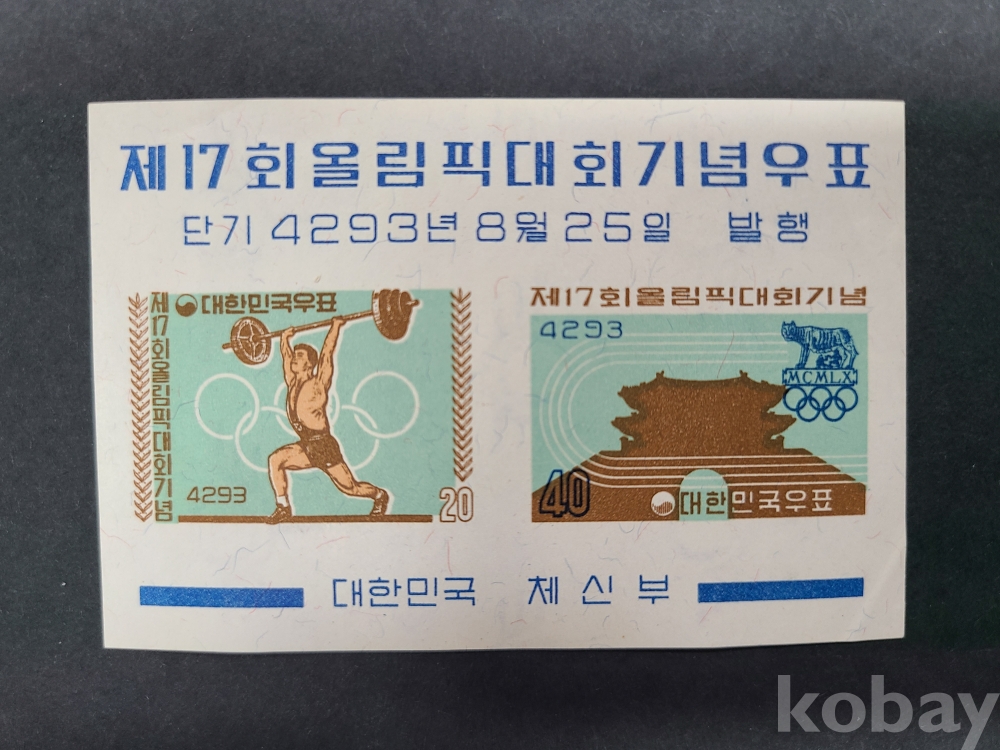 제17회올림픽대회기념우표
단기 4293년 8월 25일 발행
제17회올림픽대회기념
대한민국우표
4293
20
제17회올림픽대회기념
4293
MCMLX
40
대한민국우표
대한민국 체신부
kobay